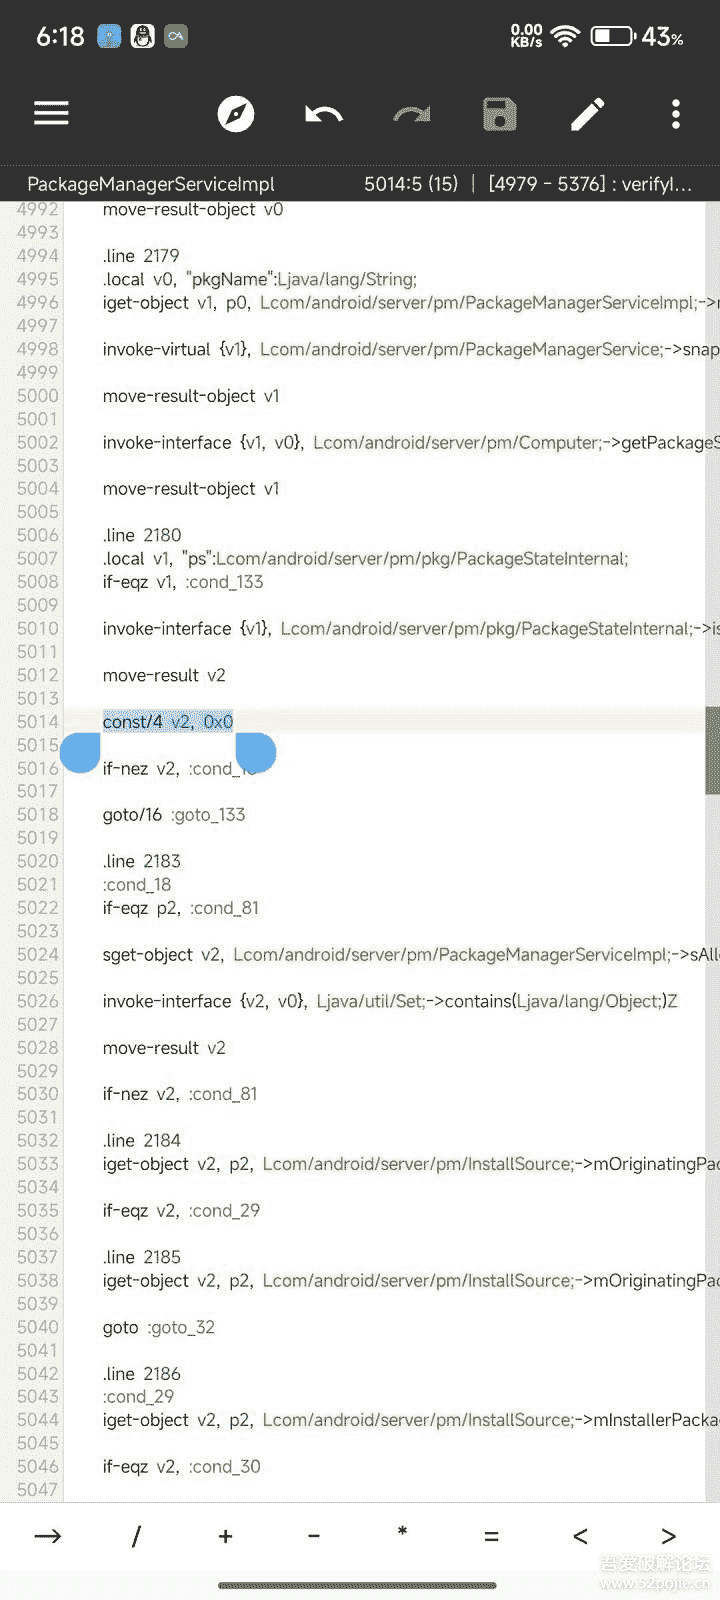 6:18 0.00 KB/s 43%
PackageManagerServiceImpl 5014:5 (15) | [4979 - 5376] : verifyI...
4992 move-result-object v0
4993
4994 .line 2179
4995 .local v0, "pkgName":Ljava/lang/String;
4996 iget-object v1, p0, Lcom/android/server/pm/PackageManagerServiceImpl;->
4997
4998 invoke-virtual {v1}, Lcom/android/server/pm/PackageManagerService;->snap
4999
5000 move-result-object v1
5001
5002 invoke-interface {v1, v0}, Lcom/android/server/pm/Computer;->getPackageS
5003
5004 move-result-object v1
5005
5006 .line 2180
5007 .local v1, "ps":Lcom/android/server/pm/pkg/PackageStateInternal;
5008 if-eqz v1, :cond_133
5009
5010 invoke-interface {v1}, Lcom/android/server/pm/pkg/PackageStateInternal;->is
5011
5012 move-result v2
5013
5014 const/4 v2, 0x0
5015
5016 if-nez v2, :cond_
5017
5018 goto/16 :goto_133
5019
5020 .line 2183
5021 :cond_18
5022 if-eqz p2, :cond_81
5023
5024 sget-object v2, Lcom/android/server/pm/PackageManagerServiceImpl;->sAll
5025
5026 invoke-interface {v2, v0}, Ljava/util/Set;->contains(Ljava/lang/Object;)Z
5027
5028 move-result v2
5029
5030 if-nez v2, :cond_81
5031
5032 .line 2184
5033 iget-object v2, p2, Lcom/android/server/pm/InstallSource;->mOriginatingPac
5034
5035 if-eqz v2, :cond_29
5036
5037 .line 2185
5038 iget-object v2, p2, Lcom/android/server/pm/InstallSource;->mOriginatingPac
5039
5040 goto :goto_32
5041
5042 .line 2186
5043 :cond_29
5044 iget-object v2, p2, Lcom/android/server/pm/InstallSource;->mInstallerPacka
5045
5046 if-eqz v2, :cond_30
5047
→ / + - * = < >
吾爱破解论坛
www.52pojie.cn